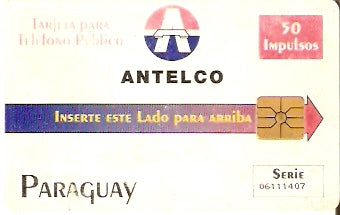 Tarjeta para
Teléfono Público
50
Impulsos
ANTELCO
Inserte este Lado para arriba
Paraguay
Serie
06111407